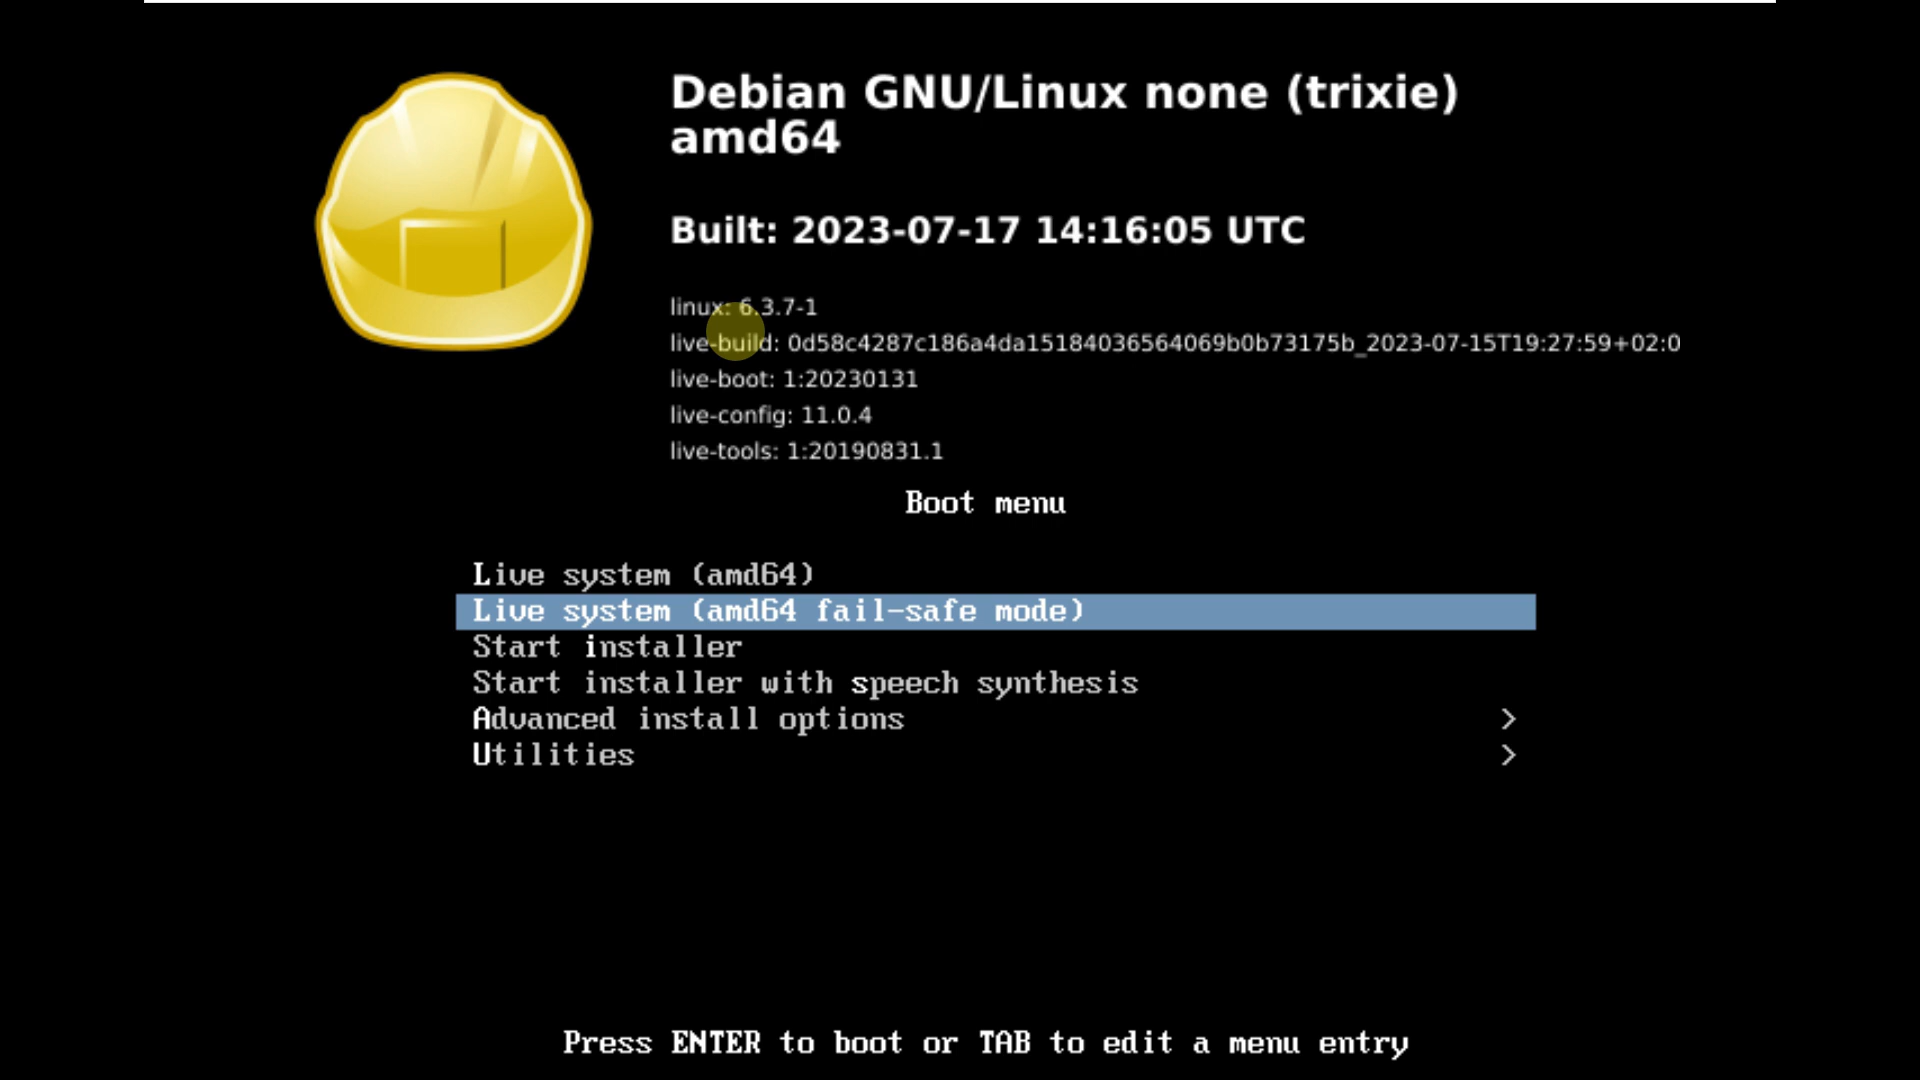 Debian GNU/Linux none (trixie)
amd64
Built: 2023-07-17 14:16:05 UTC
linux: 6.3.7-1
live-build: 0d58c4287c186a4da15184036564069b0b73175b_2023-07-15T19:27:59+02:0
live-boot: 1:20230131
live-config: 11.0.4
live-tools: 1:20190831.1
Boot menu
Live system (amd64)
Live system (amd64 fail-safe mode)
Start installer
Start installer with speech synthesis
Advanced install options >
Utilities >
Press ENTER to boot or TAB to edit a menu entry